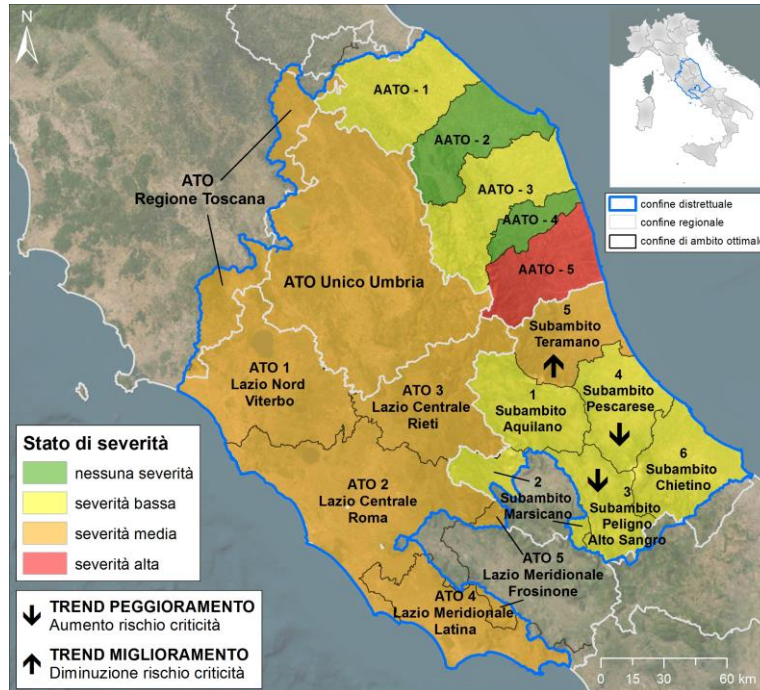 N
AATO - 1
AATO - 2
AATO - 3
AATO - 4
AATO - 5
ATO
Regione Toscana
ATO Unico Umbria
ATO 1
Lazio Nord
Viterbo
ATO 3
Lazio Centrale
Rieti
ATO 2
Lazio Centrale
Roma
ATO 5
Lazio Meridionale
Frosinone
ATO 4
Lazio Meridionale
Latina
5
Subambito
Teramano
4
Subambito
Pescarese
1
Subambito
Aquilano
6
Subambito
Chietino
2
Subambito
Marsicano
3
Subambito
Peligno
Alto Sangro
confine distrettuale
confine regionale
confine di ambito ottimale
Stato di severità
nessuna severità
severità bassa
severità media
severità alta
TREND PEGGIORAMENTO
Aumento rischio criticità
TREND MIGLIORAMENTO
Diminuzione rischio criticità
0 15 30 60 km